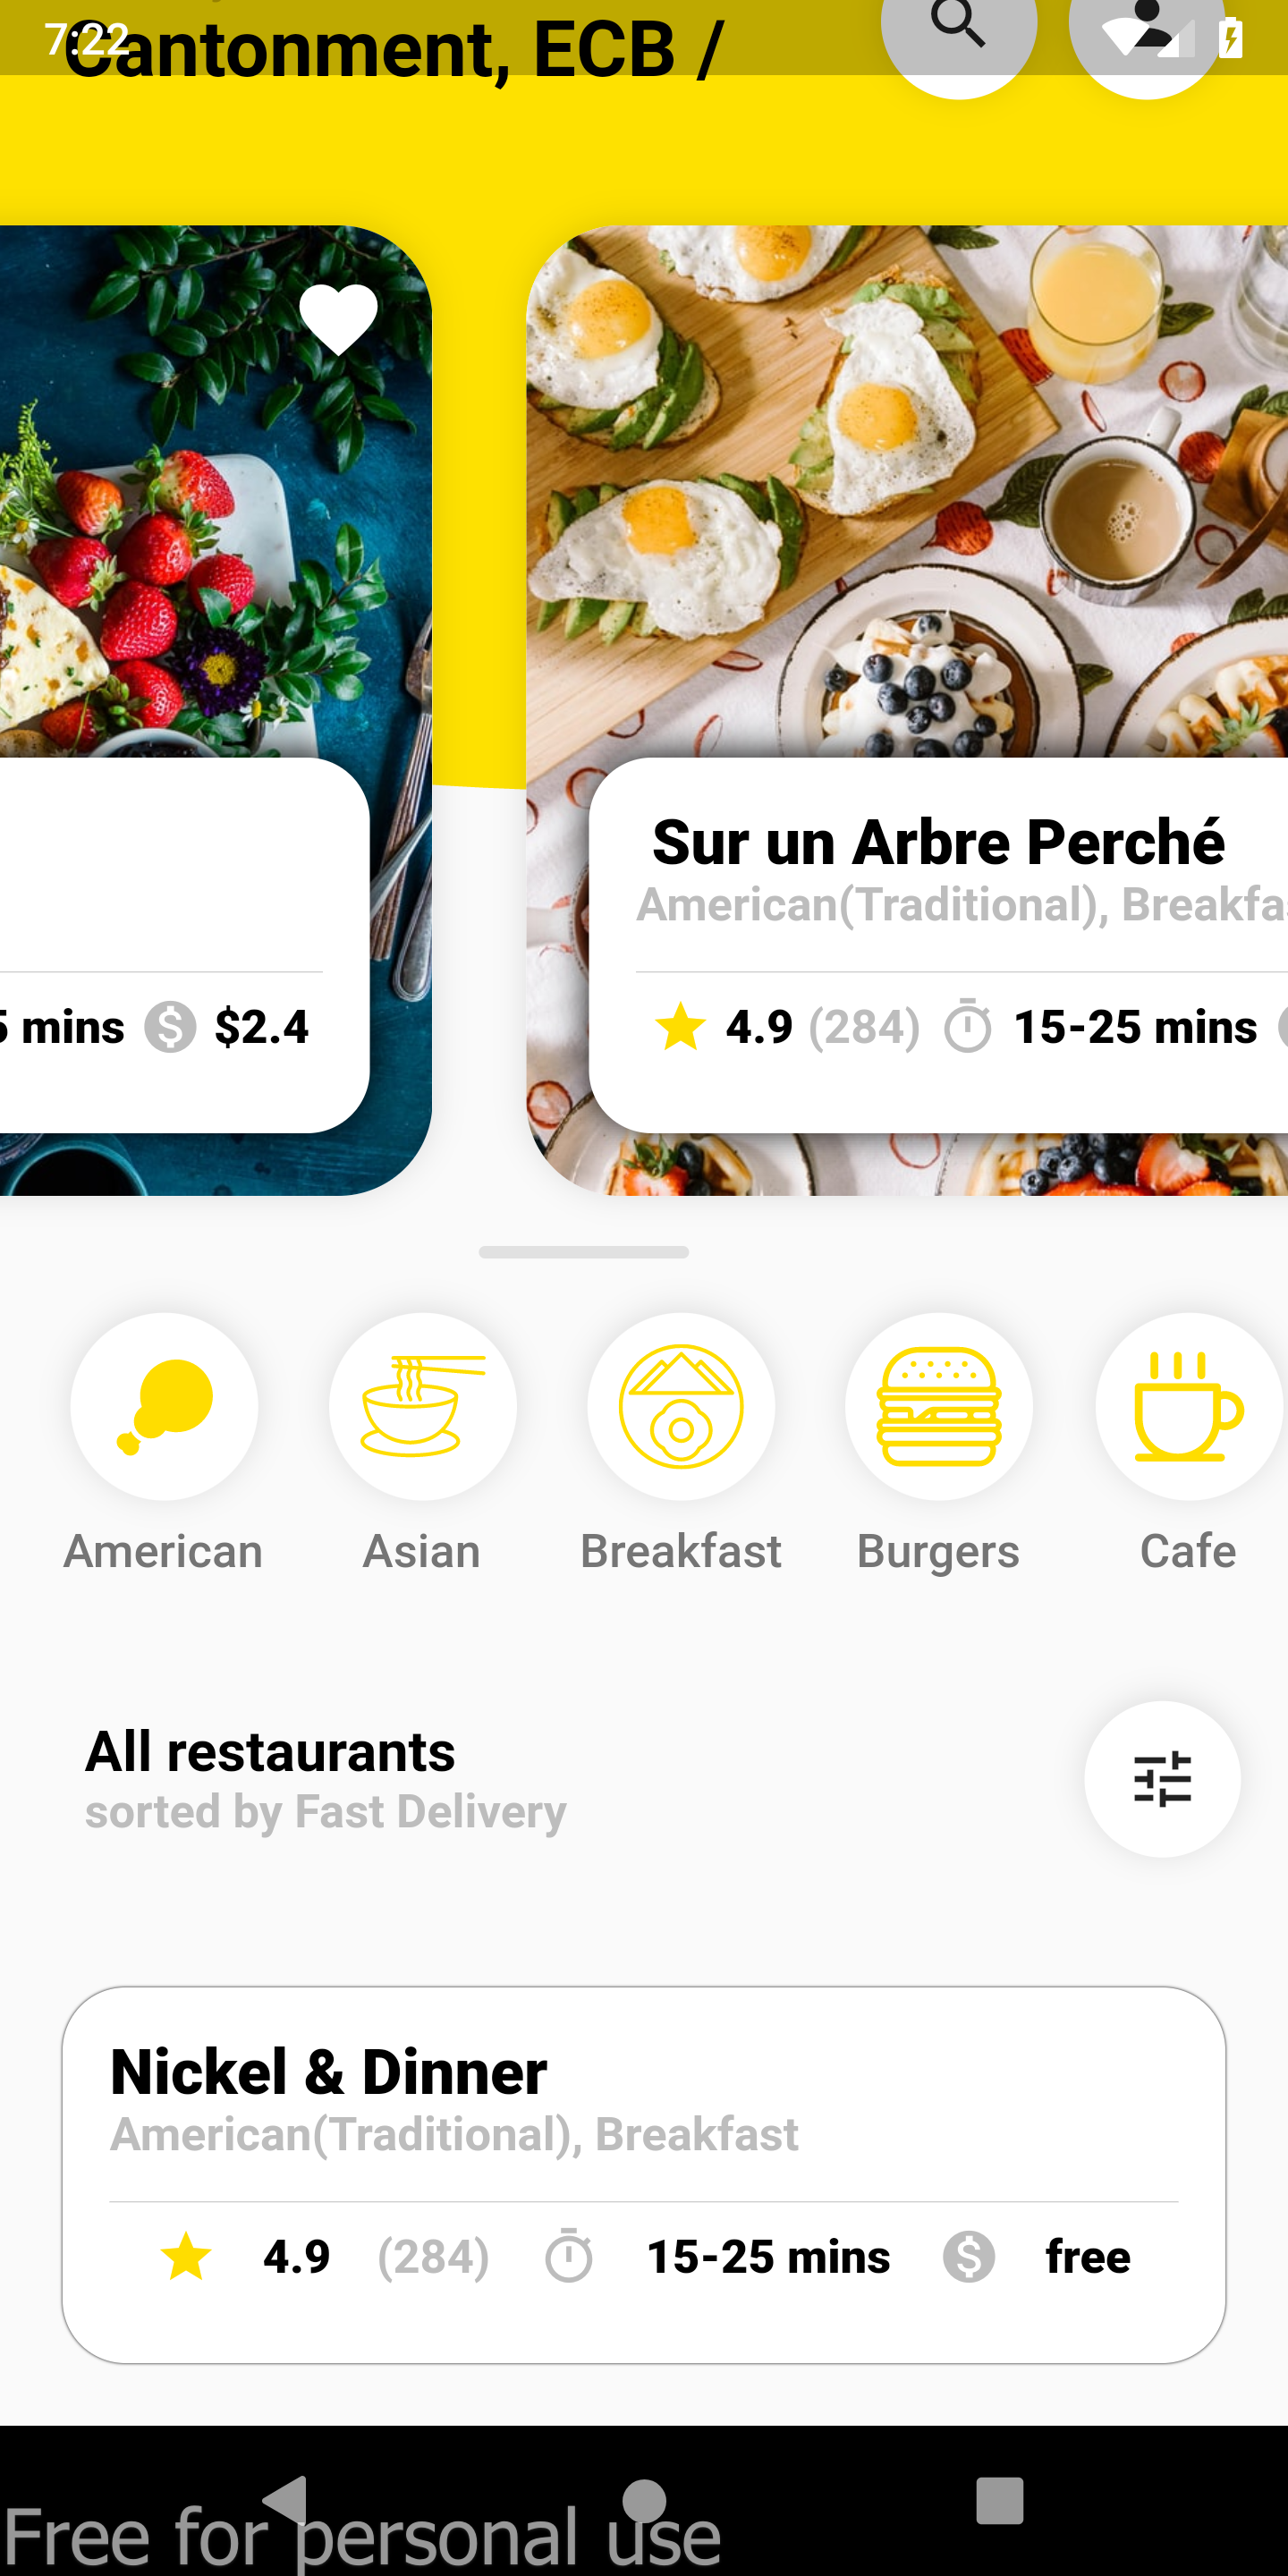 7:22
Cantonment, ECB /
Sur un Arbre Perché
American(Traditional), Breakfas
5 mins $2.4
4.9 (284) 15-25 mins
American Asian Breakfast Burgers Cafe
All restaurants
sorted by Fast Delivery
Nickel & Dinner
American(Traditional), Breakfast
4.9 (284) 15-25 mins free
Free for personal use